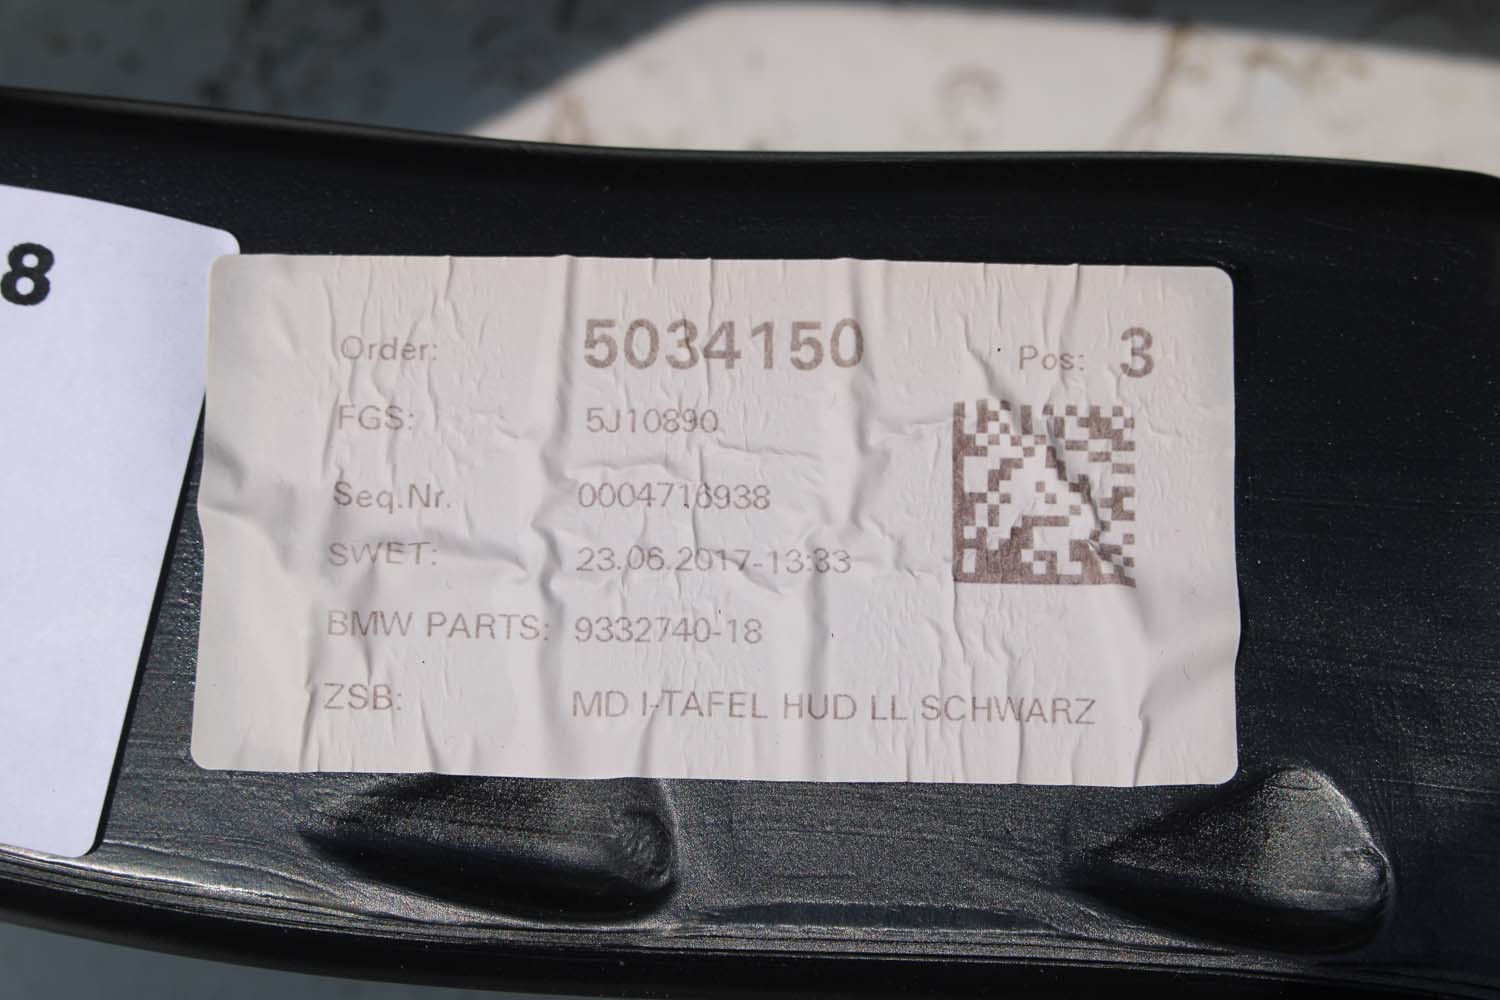 8
Order: 5034150 Pos: 3
FGS: 5J10890
Seq.Nr. 0004716938
SWET: 23.06.2017-13:33
BMW PARTS: 9332740-18
ZSB: MD I-TAFEL HUD LL SCHWARZ